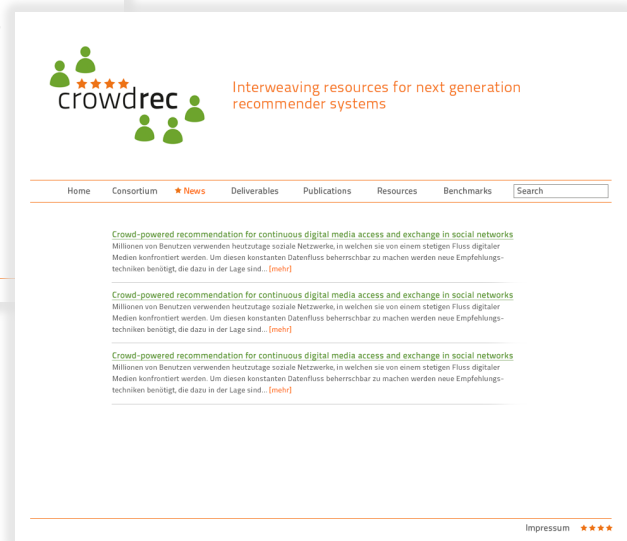 crowdrec
Interweaving resources for next generation
recommender systems
Home Consortium News Deliverables Publications Resources Benchmarks Search
Crowd-powered recommendation for continuous digital media access and exchange in social networks
Millionen von Benutzen verwenden heutzutage soziale Netzwerke, in welchen sie von einem stetigen Fluss digitaler
Medien konfrontiert werden. Um diesen konstanten Datenfluss beherrschbar zu machen werden neue Empfehlungs-
techniken benötigt, die dazu in der Lage sind... [mehr]
Crowd-powered recommendation for continuous digital media access and exchange in social networks
Millionen von Benutzen verwenden heutzutage soziale Netzwerke, in welchen sie von einem stetigen Fluss digitaler
Medien konfrontiert werden. Um diesen konstanten Datenfluss beherrschbar zu machen werden neue Empfehlungs-
techniken benötigt, die dazu in der Lage sind... [mehr]
Crowd-powered recommendation for continuous digital media access and exchange in social networks
Millionen von Benutzen verwenden heutzutage soziale Netzwerke, in welchen sie von einem stetigen Fluss digitaler
Medien konfrontiert werden. Um diesen konstanten Datenfluss beherrschbar zu machen werden neue Empfehlungs-
techniken benötigt, die dazu in der Lage sind... [mehr]
Impressum